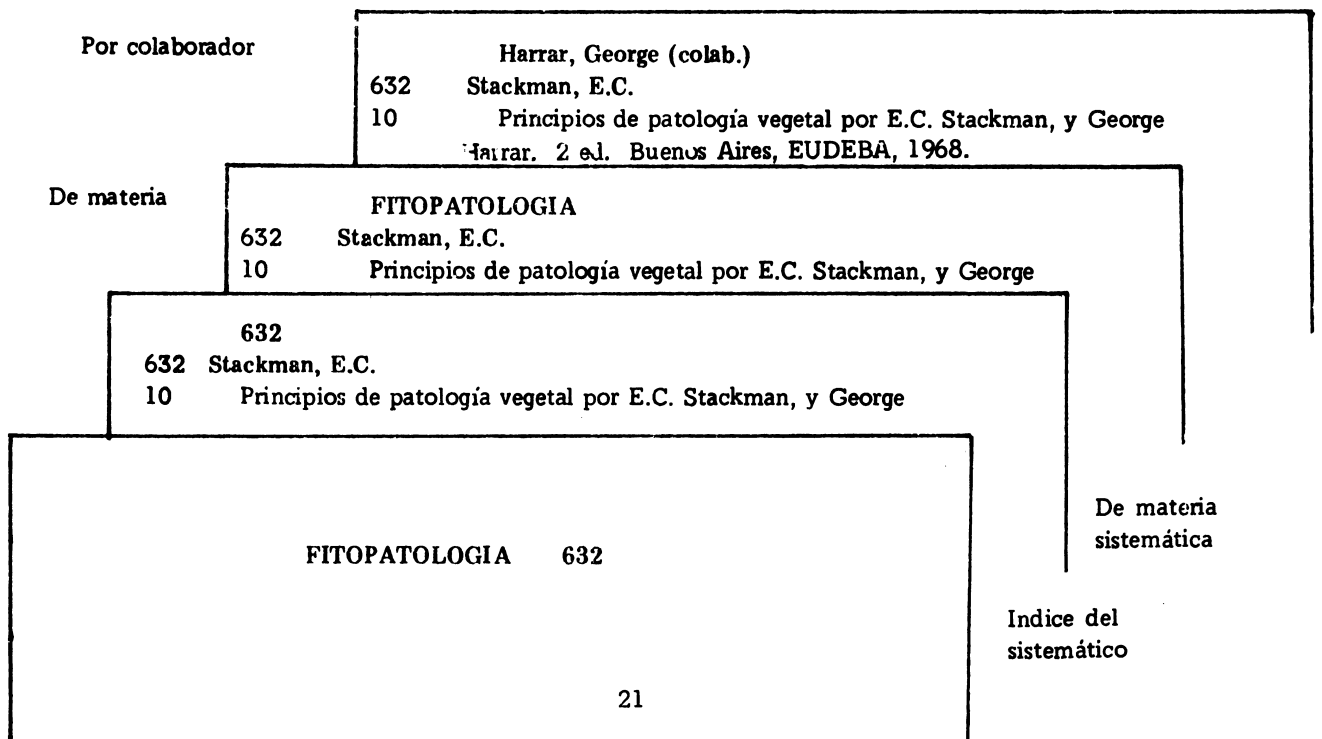 Por colaborador
Harrar, George (colab.)
632 Stackman, E.C.
10 Principios de patología vegetal por E.C. Stackman, y George
Harrar. 2 ed. Buenos Aires, EUDEBA, 1968.
De materia
FITOPATOLOGIA
632 Stackman, E.C.
10 Principios de patología vegetal por E.C. Stackman, y George
632
632 Stackman, E.C.
10 Principios de patología vegetal por E.C. Stackman, y George
De materia
sistemática
FITOPATOLOGIA 632
Indice del
sistemático
21